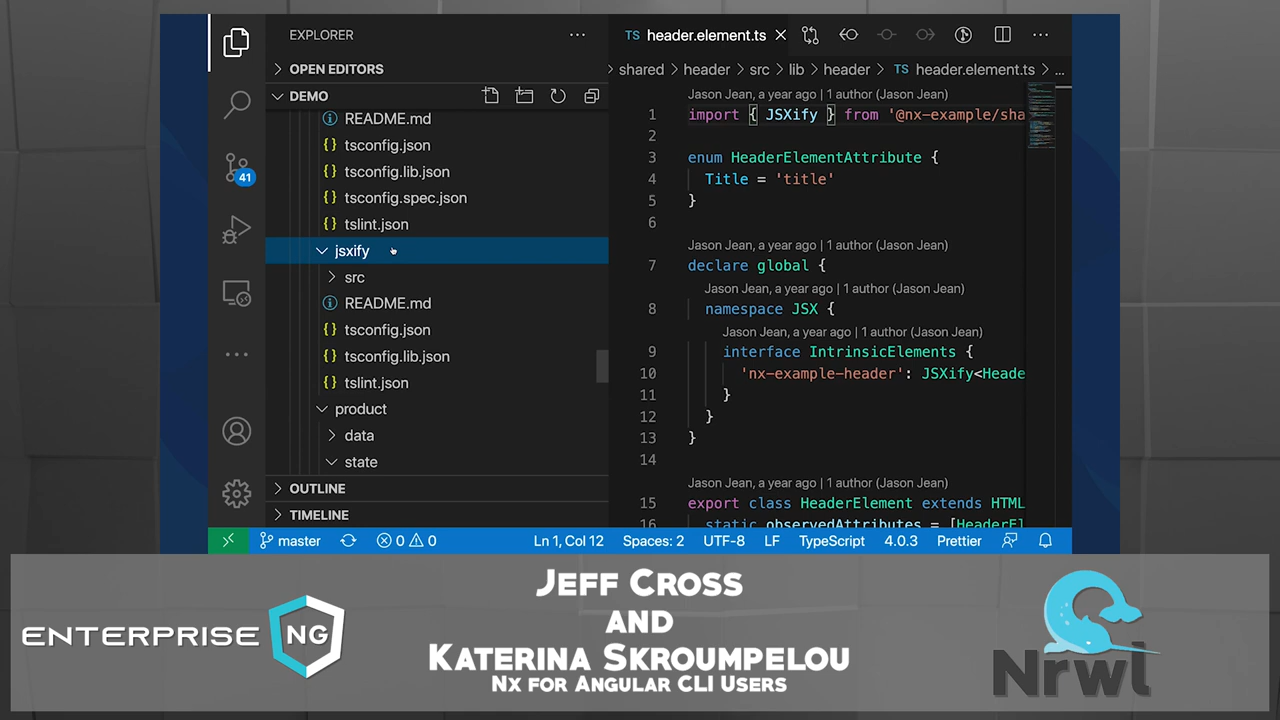 EXPLORER
OPEN EDITORS
DEMO
README.md
{} tsconfig.json
{} tsconfig.lib.json
{} tsconfig.spec.json
{} tslint.json
jsxify
src
README.md
{} tsconfig.json
{} tsconfig.lib.json
{} tslint.json
product
data
state
OUTLINE
TIMELINE
41
TS header.element.ts
shared > header > src > lib > header > TS header.element.ts > ...
Jason Jean, a year ago | 1 author (Jason Jean)
1 import { JSXify } from '@nx-example/sha
2
3 enum HeaderElementAttribute {
4 Title = 'title'
5 }
6
Jason Jean, a year ago | 1 author (Jason Jean)
7 declare global {
Jason Jean, a year ago | 1 author (Jason Jean)
8 namespace JSX {
Jason Jean, a year ago | 1 author (Jason Jean)
9 interface IntrinsicElements {
10 'nx-example-header': JSXify<Heade
11 }
12 }
13 }
14
Jason Jean, a year ago | 1 author (Jason Jean)
15 export class HeaderElement extends HTML
16 static observedAttributes = [HeaderEl
master 0 0 Ln 1, Col 12 Spaces: 2 UTF-8 LF TypeScript 4.0.3 Prettier
ENTERPRISE NG
Jeff Cross
and
Katerina Skroumpelou
Nx for Angular CLI Users
Nrwl